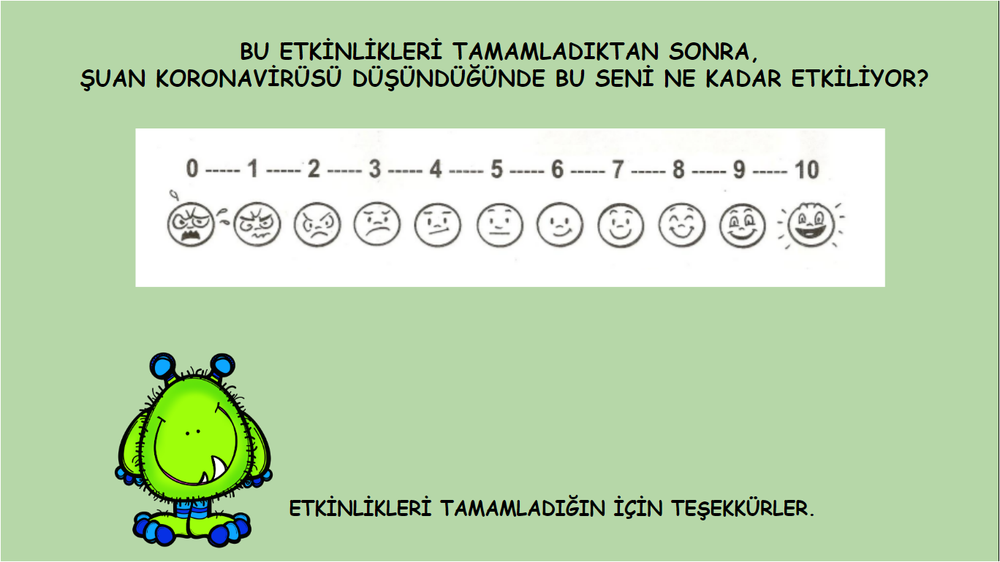 BU ETKİNLİKLERİ TAMAMLADIKTAN SONRA,
ŞUAN KORONAVİRÜSÜ DÜŞÜNDÜĞÜNDE BU SENİ NE KADAR ETKİLİYOR?
0 ----- 1 ----- 2 ----- 3 ----- 4 ----- 5 ----- 6 ----- 7 ----- 8 ----- 9 ----- 10
ETKİNLİKLERİ TAMAMLADIĞIN İÇİN TEŞEKKÜRLER.